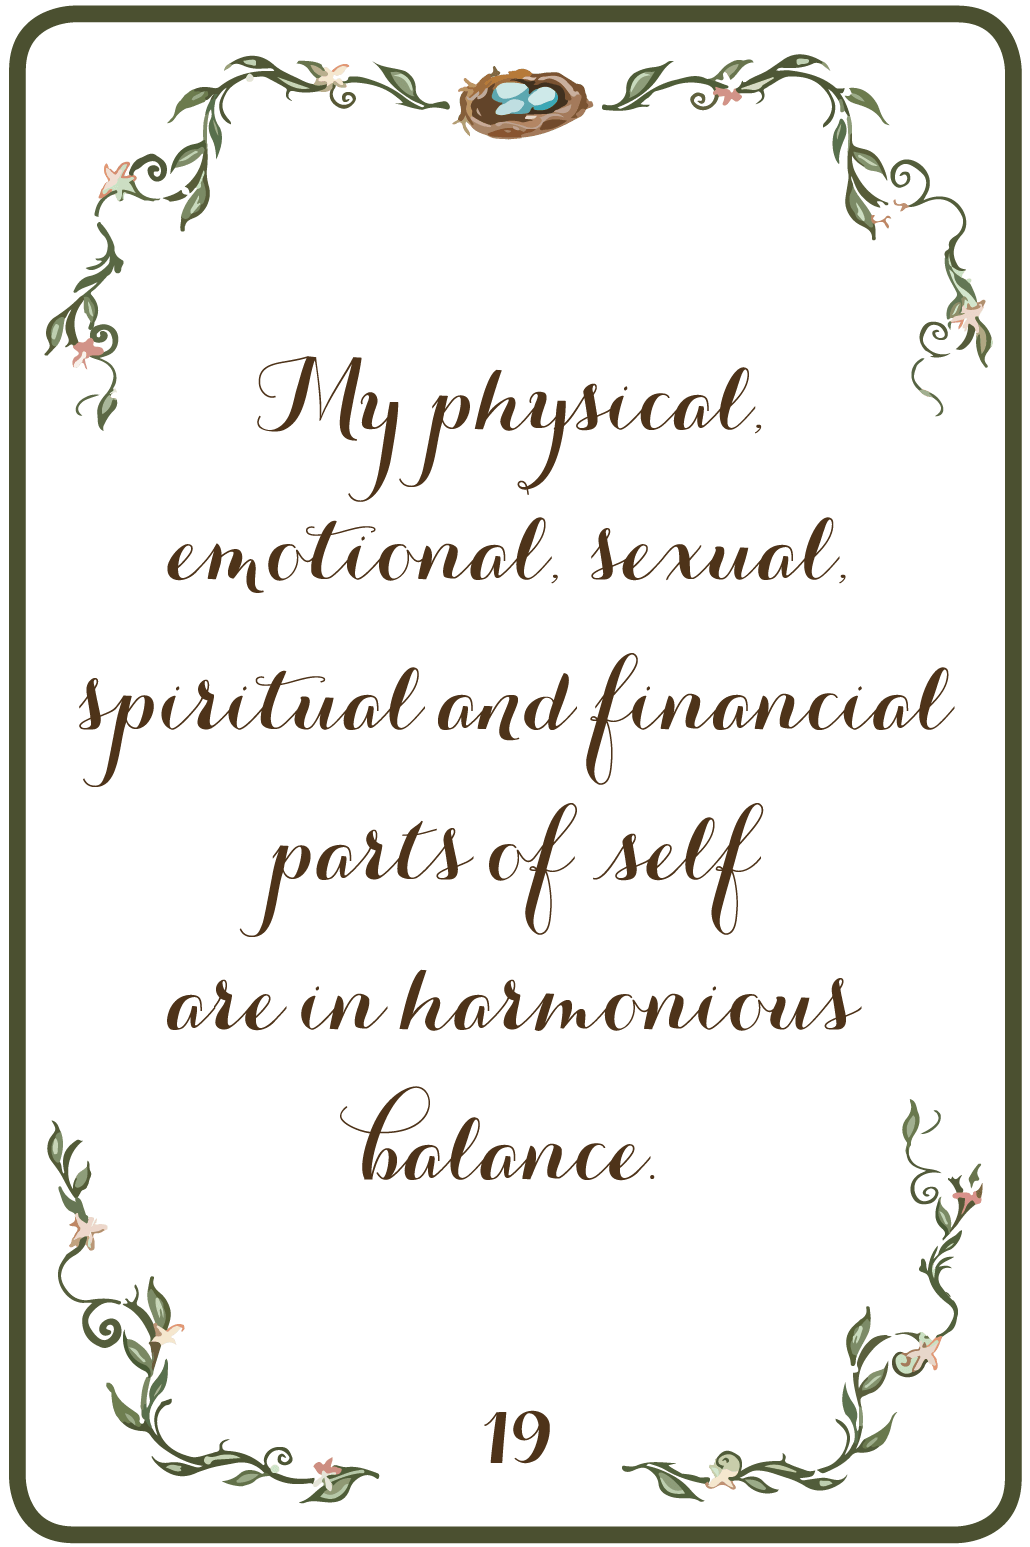 My physical,
emotional, sexual,
spiritual and financial
parts of self
are in harmonious
balance.
19